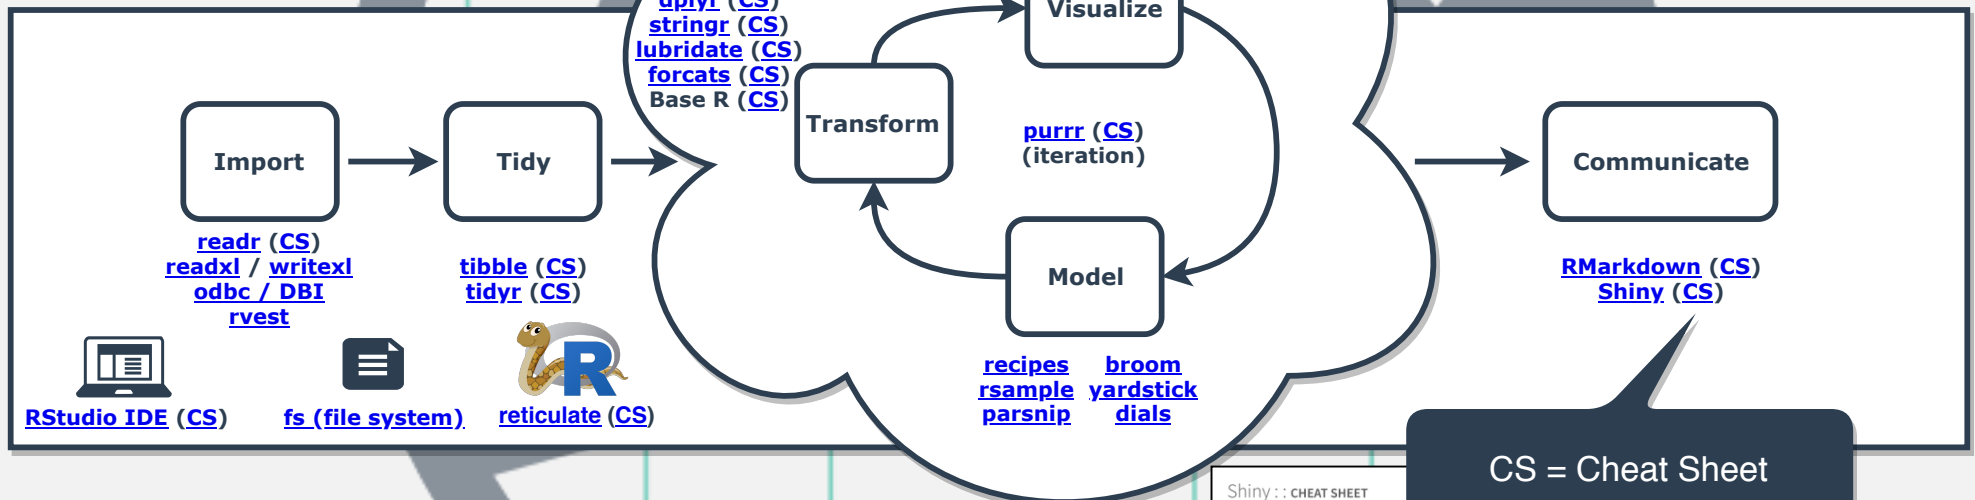 dplyr (CS)
stringr (CS)
lubridate (CS)
forcats (CS)
Base R (CS)
Visualize
Transform
purrr (CS)
(iteration)
Import
Tidy
Communicate
readr (CS)
readxl / writexl
odbc / DBI
rvest
tibble (CS)
tidyr (CS)
Model
RMarkdown (CS)
Shiny (CS)
R
recipes
rsample
parsnip
broom
yardstick
dials
RStudio IDE (CS)
fs (file system)
reticulate (CS)
CS = Cheat Sheet
Shiny :: CHEAT SHEET